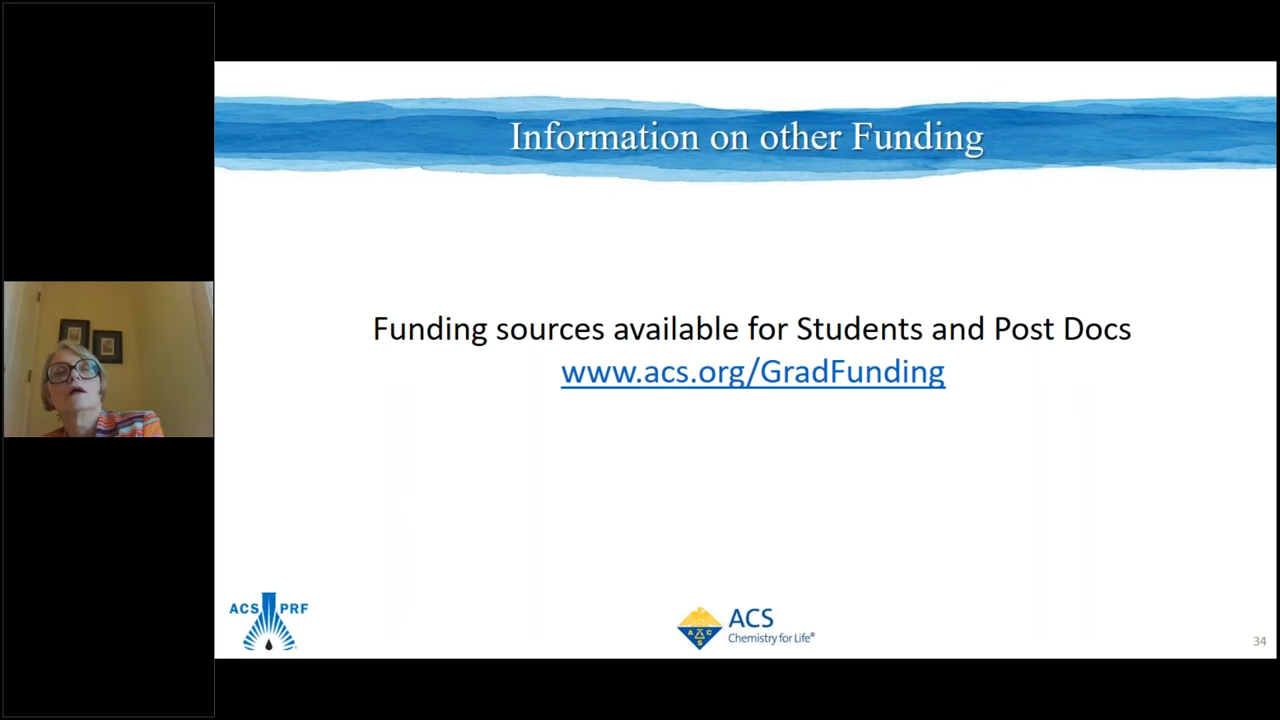 Information on other Funding
Funding sources available for Students and Post Docs
www.acs.org/GradFunding
ACS PRF
ACS
Chemistry for Life®
34